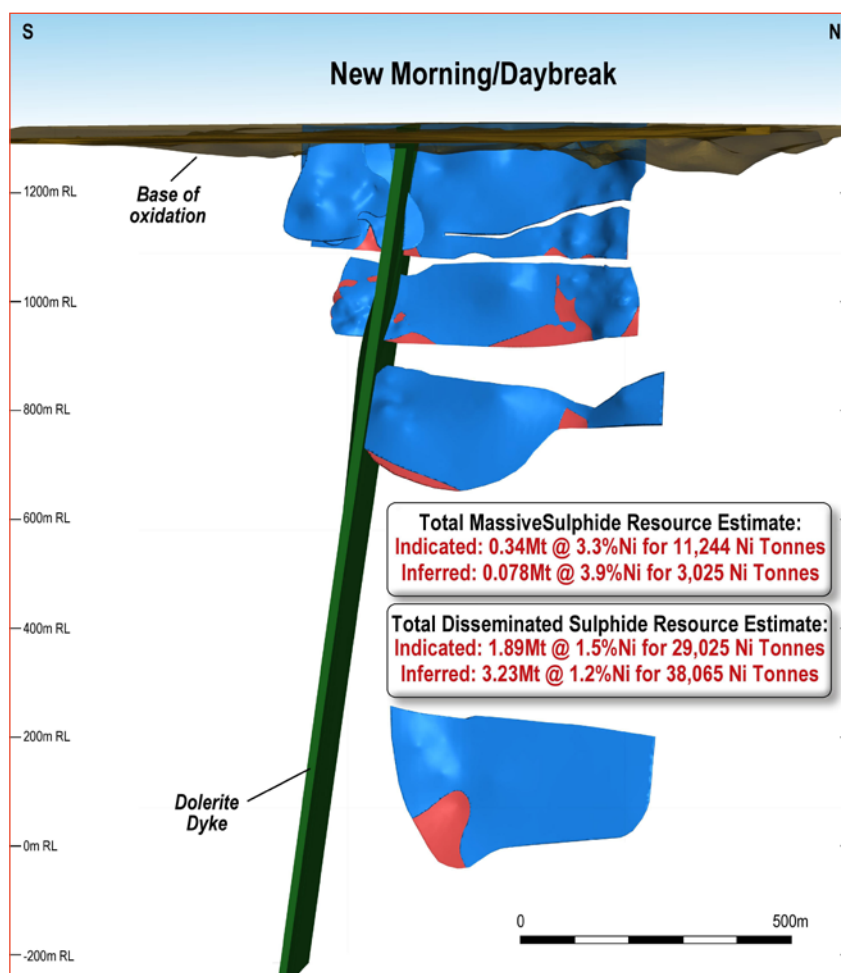 S
N
New Morning/Daybreak
Base of
oxidation
1200m RL
1000m RL
800m RL
600m RL
Total MassiveSulphide Resource Estimate:
Indicated: 0.34Mt @ 3.3%Ni for 11,244 Ni Tonnes
Inferred: 0.078Mt @ 3.9%Ni for 3,025 Ni Tonnes
Total Disseminated Sulphide Resource Estimate:
Indicated: 1.89Mt @ 1.5%Ni for 29,025 Ni Tonnes
Inferred: 3.23Mt @ 1.2%Ni for 38,065 Ni Tonnes
400m RL
200m RL
Dolerite
Dyke
0m RL
0
500m
-200m RL